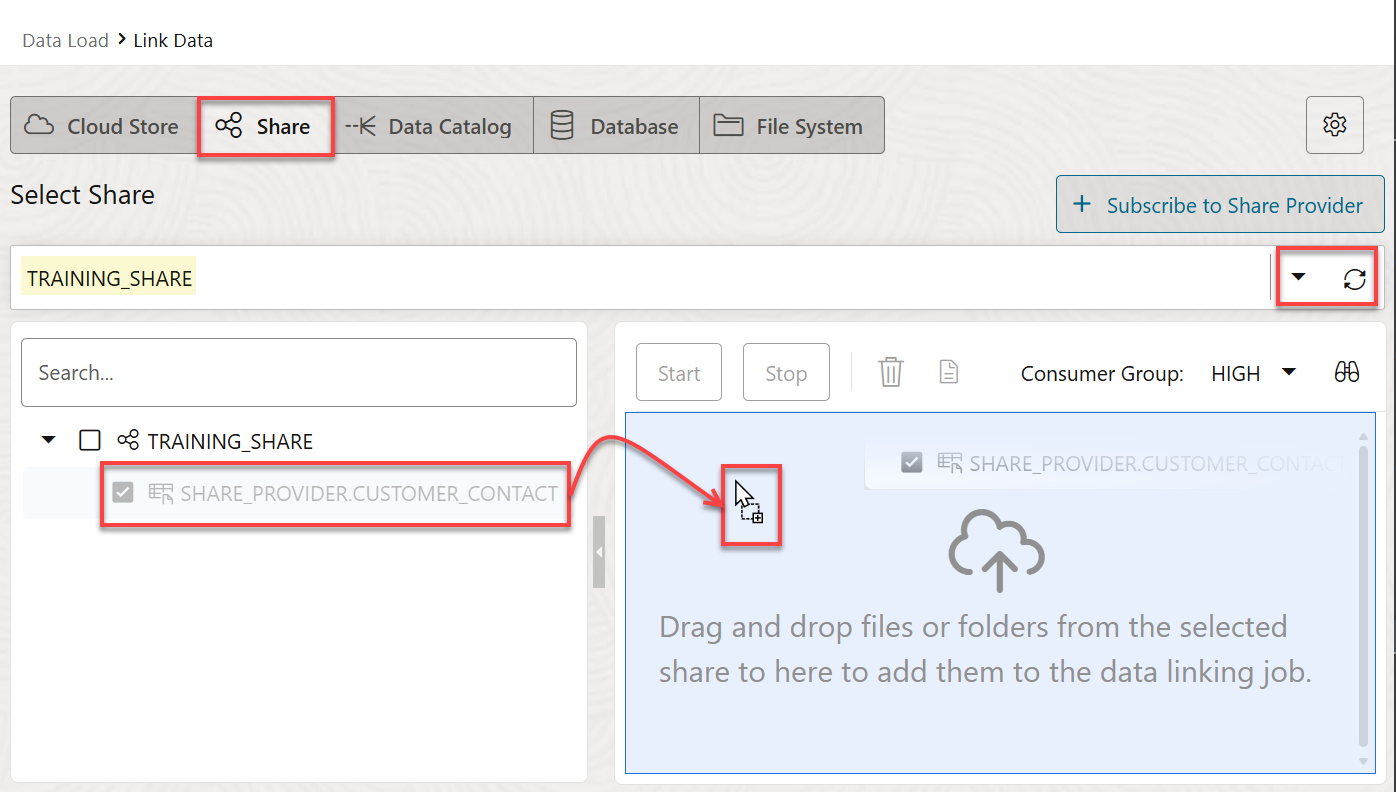 Data Load > Link Data
Cloud Store Share Data Catalog Database File System
Select Share
+ Subscribe to Share Provider
TRAINING_SHARE
Search...
Start Stop Consumer Group: HIGH
TRAINING_SHARE
SHARE_PROVIDER.CUSTOMER_CONTACT
SHARE_PROVIDER.CUSTOMER_CONTACT
Drag and drop files or folders from the selected
share to here to add them to the data linking job.